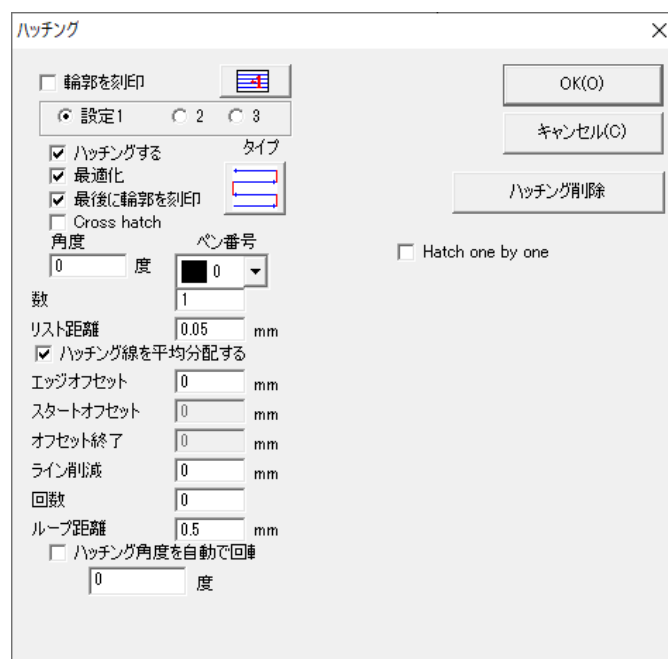 ハッチング
輪郭を刻印
OK(O)
設定1 2 3
キャンセル(C)
ハッチングする タイプ
最適化
最後に輪郭を刻印
ハッチング削除
Cross hatch
角度 ペン番号
Hatch one by one
0 度 0
数 1
リスト距離 0.05 mm
ハッチング線を平均分配する
エッジオフセット 0 mm
スタートオフセット 0 mm
オフセット終了 0 mm
ライン削減 0 mm
回数 0
ループ距離 0.5 mm
ハッチング角度を自動で回転
0 度